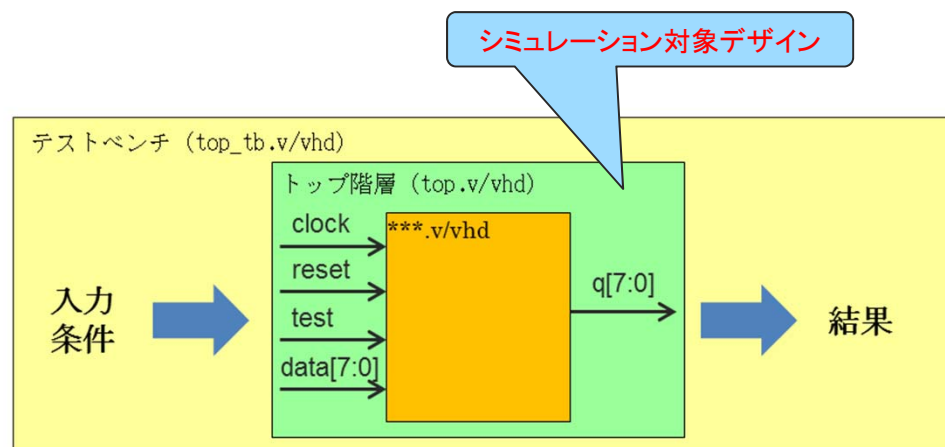 シミュレーション対象デザイン
テストベンチ (top_tb.v/vhd)
トップ階層 (top.v/vhd)
clock
***.v/vhd
reset
test
data[7:0]
q[7:0]
入力
条件
結果